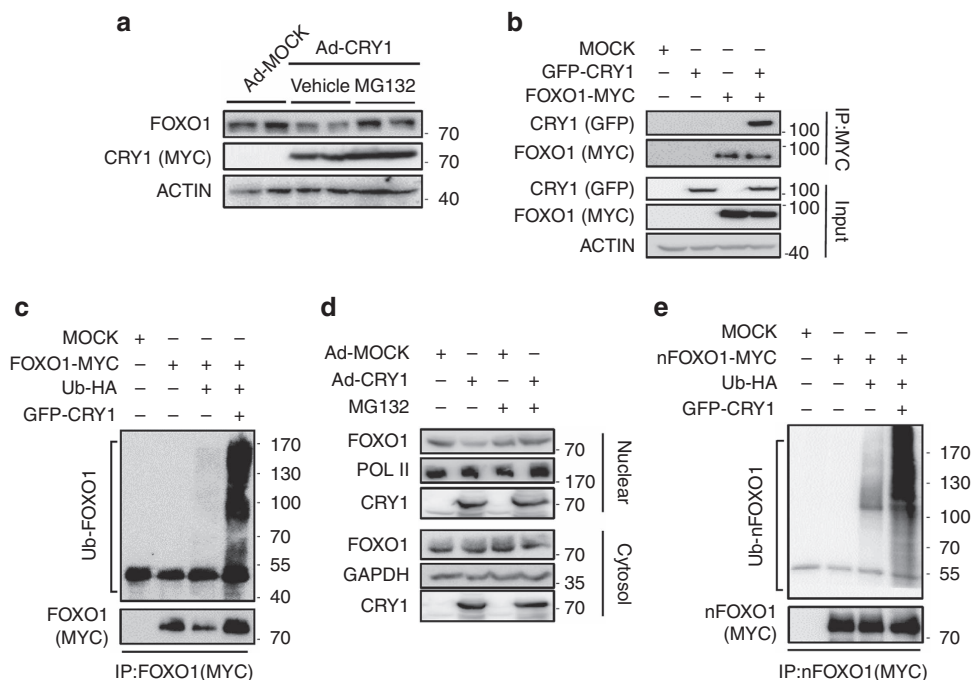 a
Ad-MOCK
Ad-CRY1
Vehicle MG132
FOXO1
70
CRY1 (MYC)
70
ACTIN
40
b
MOCK + – – –
GFP-CRY1 – + – +
FOXO1-MYC – – + +
CRY1 (GFP)
100
FOXO1 (MYC)
100
IP:MYC
CRY1 (GFP)
100
FOXO1 (MYC)
100
ACTIN
-40
Input
c
MOCK + – – –
FOXO1-MYC – + + +
Ub-HA – – + +
GFP-CRY1 – – – +
Ub-FOXO1
170
130
100
70
55
40
FOXO1
(MYC)
70
IP:FOXO1(MYC)
d
Ad-MOCK + – + –
Ad-CRY1 – + – +
MG132 – – + +
FOXO1
70
POL II
170
CRY1
70
Nuclear
FOXO1
70
GAPDH
35
CRY1
70
Cytosol
e
MOCK + – – –
nFOXO1-MYC – + + +
Ub-HA – – + +
GFP-CRY1 – – – +
Ub-nFOXO1
170
130
100
70
55
nFOXO1
(MYC)
70
IP:nFOXO1(MYC)